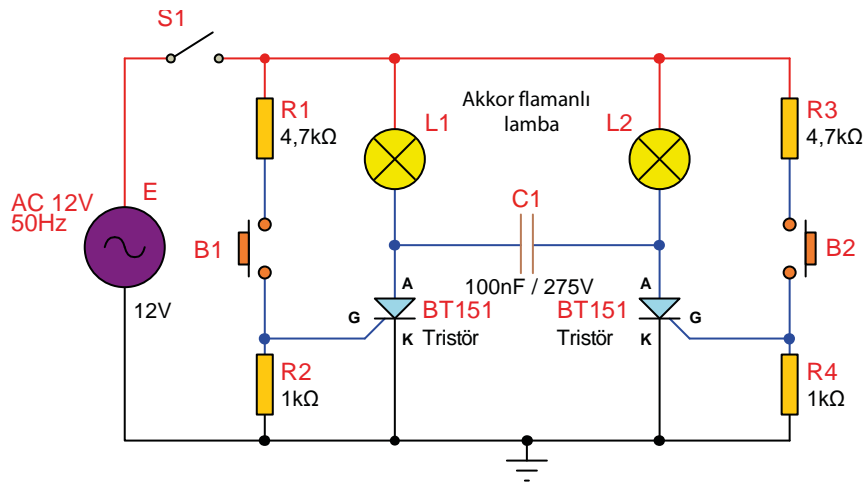 S1
R1
4,7kΩ
L1
Akkor flamanlı
lamba
L2
R3
4,7kΩ
AC 12V
50Hz
E
12V
B1
C1
100nF / 275V
B2
A
G
K
BT151
Tristör
BT151
Tristör
A
K
G
R2
1kΩ
R4
1kΩ